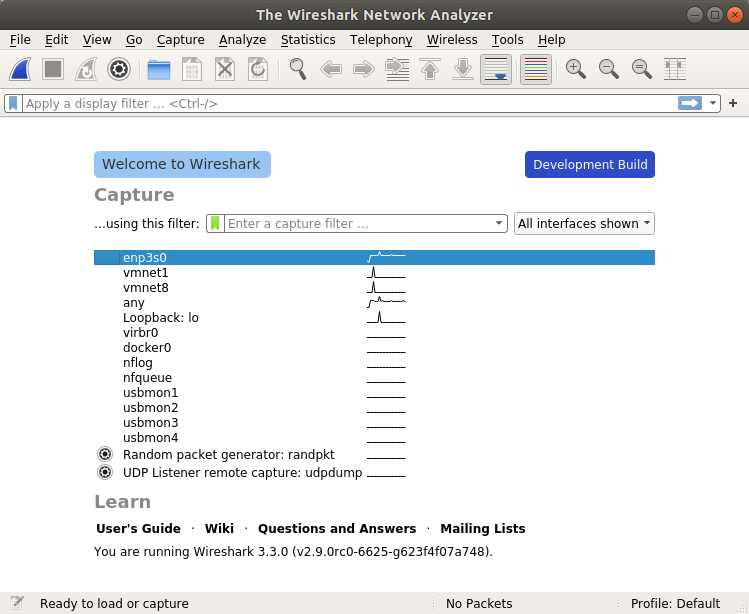 The Wireshark Network Analyzer
File Edit View Go Capture Analyze Statistics Telephony Wireless Tools Help
Apply a display filter ... <Ctrl-/>
+
Welcome to Wireshark Development Build
Capture
...using this filter: Enter a capture filter ... All interfaces shown
enp3s0
vmnet1
vmnet8
any
Loopback: lo
virbr0
docker0
nflog
nfqueue
usbmon1
usbmon2
usbmon3
usbmon4
Random packet generator: randpkt
UDP Listener remote capture: udpdump
Learn
User's Guide · Wiki · Questions and Answers · Mailing Lists
You are running Wireshark 3.3.0 (v2.9.0rc0-6625-g623f4f07a748).
Ready to load or capture No Packets Profile: Default